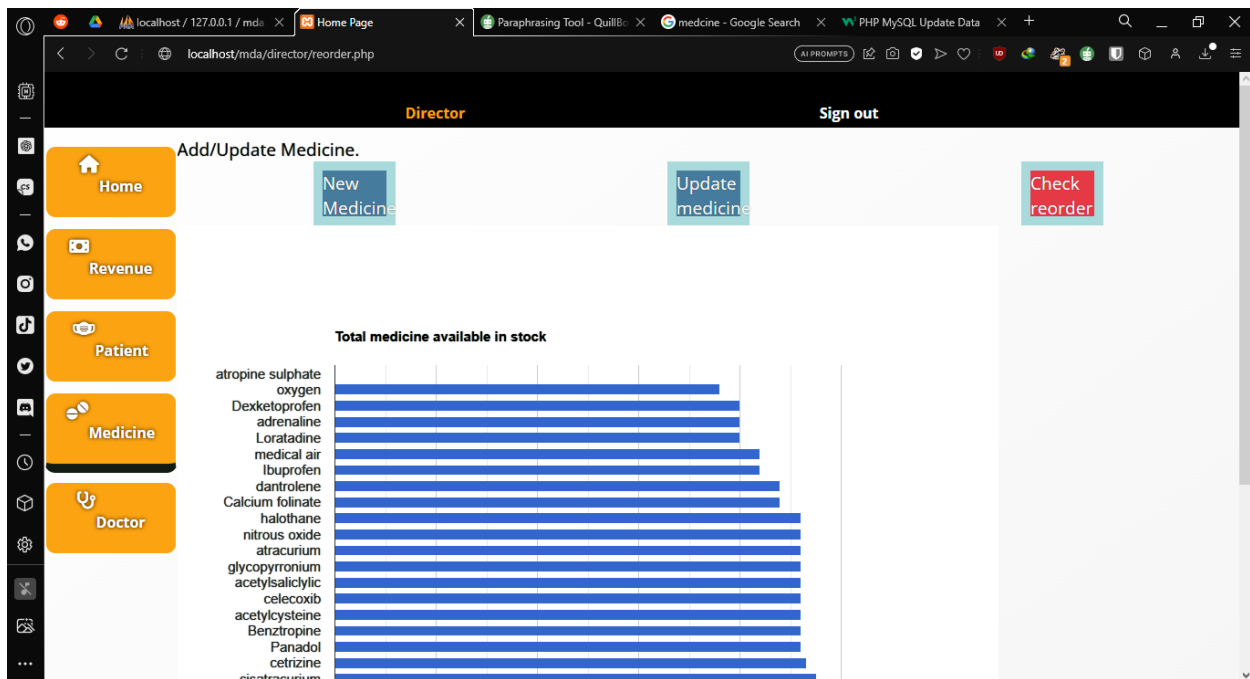 localhost / 127.0.0.1 / mda
Home Page
Paraphrasing Tool - QuillBo
medcine - Google Search
PHP MySQL Update Data
localhost/mda/director/reorder.php
AI PROMPTS
2
Director
Sign out
Add/Update Medicine.
New
Medicine
Update
medicine
Check
reorder
Home
Revenue
Patient
Medicine
Doctor
Total medicine available in stock
atropine sulphate
oxygen
Dexketoprofen
adrenaline
Loratadine
medical air
Ibuprofen
dantrolene
Calcium folinate
halothane
nitrous oxide
atracurium
glycopyrronium
acetylsaliclylic
celecoxib
acetylcysteine
Benztropine
Panadol
cetrizine
cisatracurium